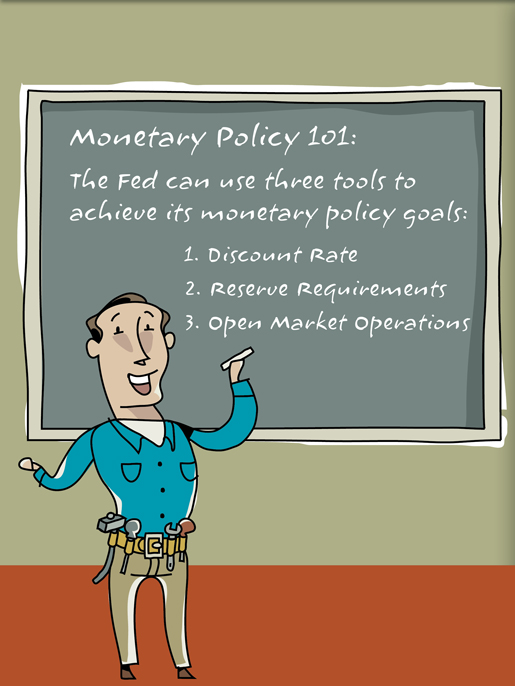 Monetary Policy 101:
The Fed can use three tools to
achieve its monetary policy goals:
1. Discount Rate
2. Reserve Requirements
3. Open Market Operations